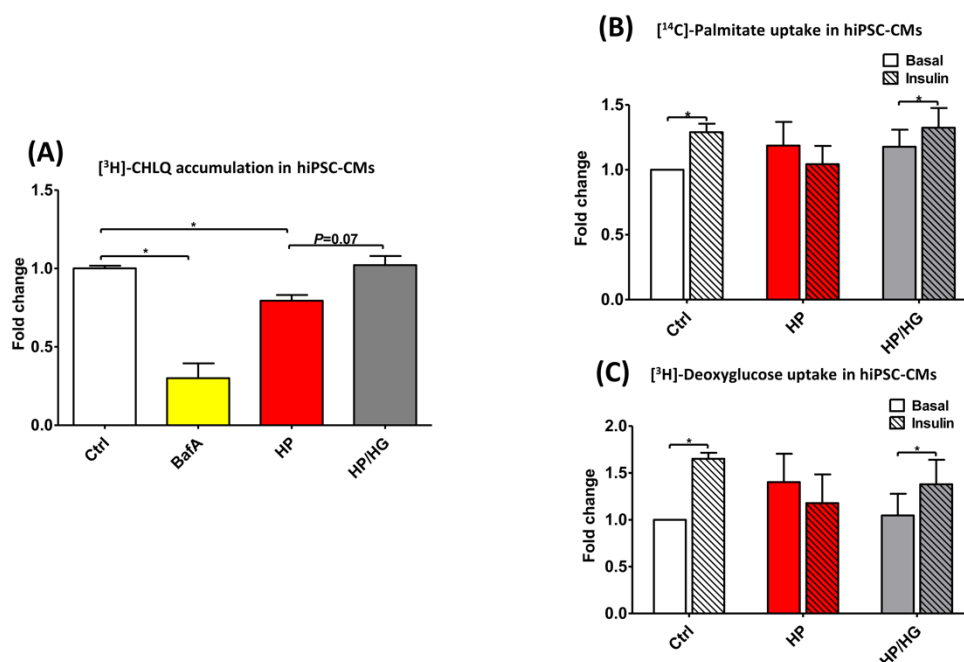 (A)
[³H]-CHLQ accumulation in hiPSC-CMs
Fold change
1.5
1.0
0.5
0.0
*
*
P=0.07
Ctrl
BafA
HP
HP/HG
(B)
[¹⁴C]-Palmitate uptake in hiPSC-CMs
Basal
Insulin
Fold change
1.5
1.0
0.5
0.0
*
*
Ctrl
HP
HP/HG
(C)
[³H]-Deoxyglucose uptake in hiPSC-CMs
Basal
Insulin
Fold change
2.0
1.5
1.0
0.5
0.0
*
*
Ctrl
HP
HP/HG